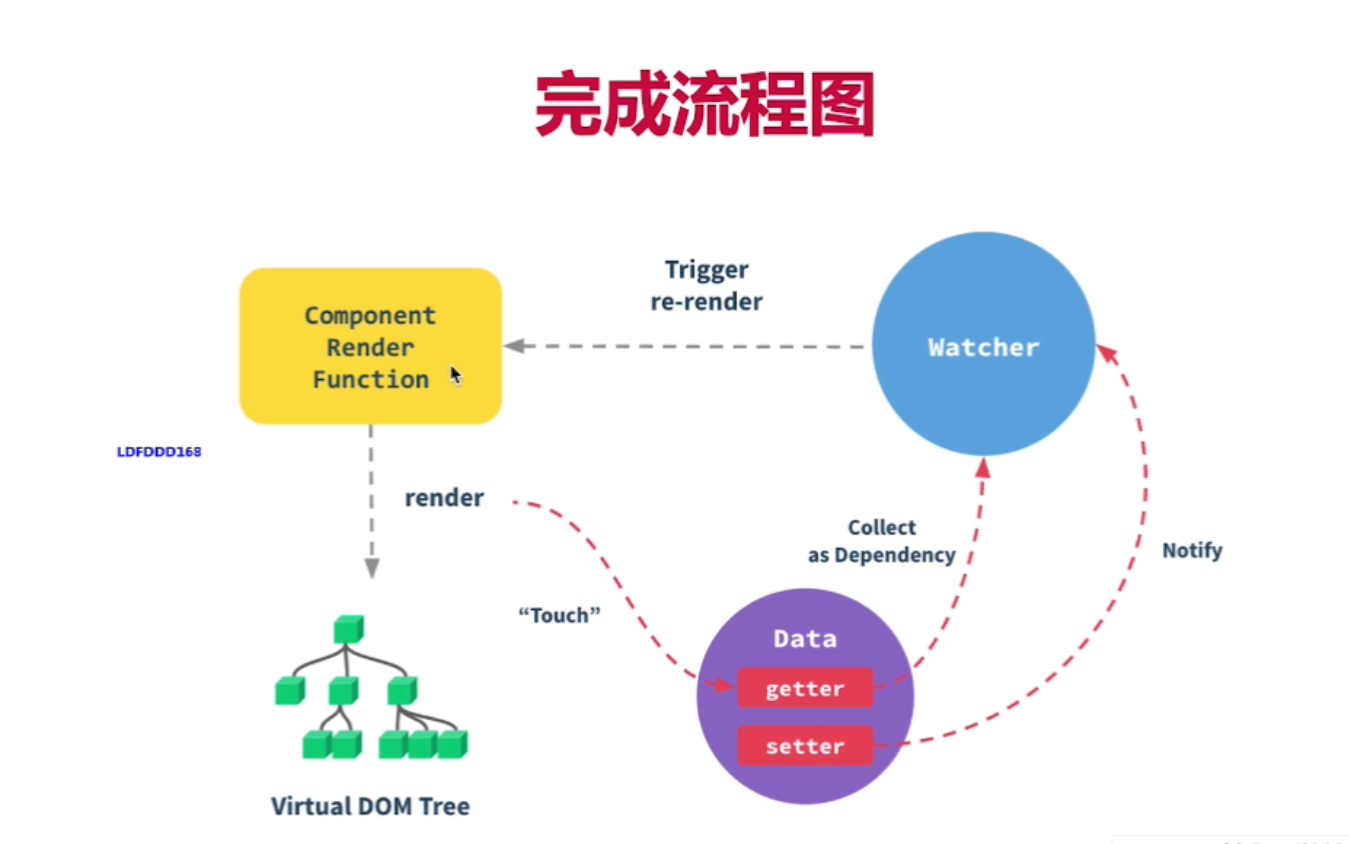 完成流程图
Trigger
re-render
Component
Render
Function
Watcher
LDFDDD168
render
Collect
as Dependency
Notify
“Touch”
Data
getter
setter
Virtual DOM Tree